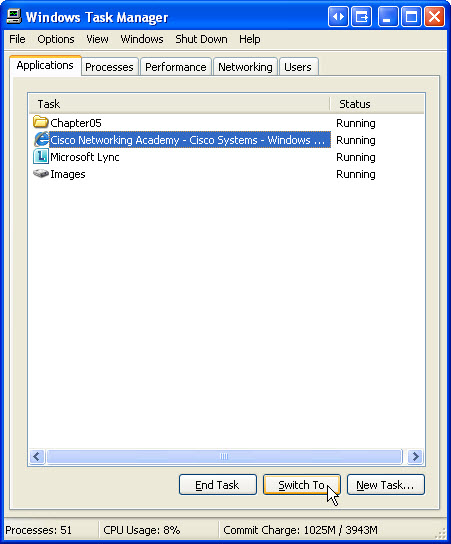 Windows Task Manager
File Options View Windows Shut Down Help
Applications Processes Performance Networking Users
Task Status
Chapter05 Running
Cisco Networking Academy - Cisco Systems - Windows ... Running
Microsoft Lync Running
Images Running
End Task Switch To New Task...
Processes: 51 CPU Usage: 8% Commit Charge: 1025M / 3943M